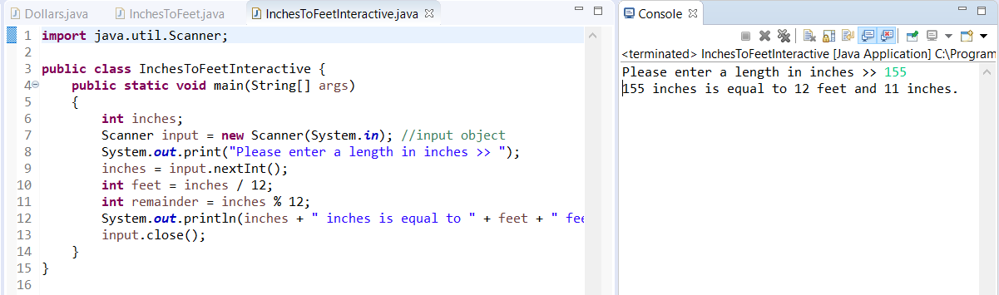 Dollars.java InchesToFeet.java InchesToFeetInteractive.java
1 import java.util.Scanner;
2
3 public class InchesToFeetInteractive {
4 public static void main(String[] args)
5 {
6 int inches;
7 Scanner input = new Scanner(System.in); //input object
8 System.out.print("Please enter a length in inches >> ");
9 inches = input.nextInt();
10 int feet = inches / 12;
11 int remainder = inches % 12;
12 System.out.println(inches + " inches is equal to " + feet + " fee
13 input.close();
14 }
15 }
16
Console
<terminated> InchesToFeetInteractive [Java Application] C:\Program
Please enter a length in inches >> 155
155 inches is equal to 12 feet and 11 inches.